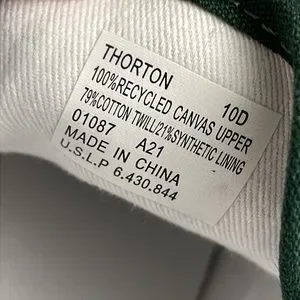 THORTON 10D
100%RECYCLED CANVAS UPPER
79%COTTON TWILL/21%SYNTHETIC LINING
01087 A21
MADE IN CHINA
U.S.L.P 6.430.844